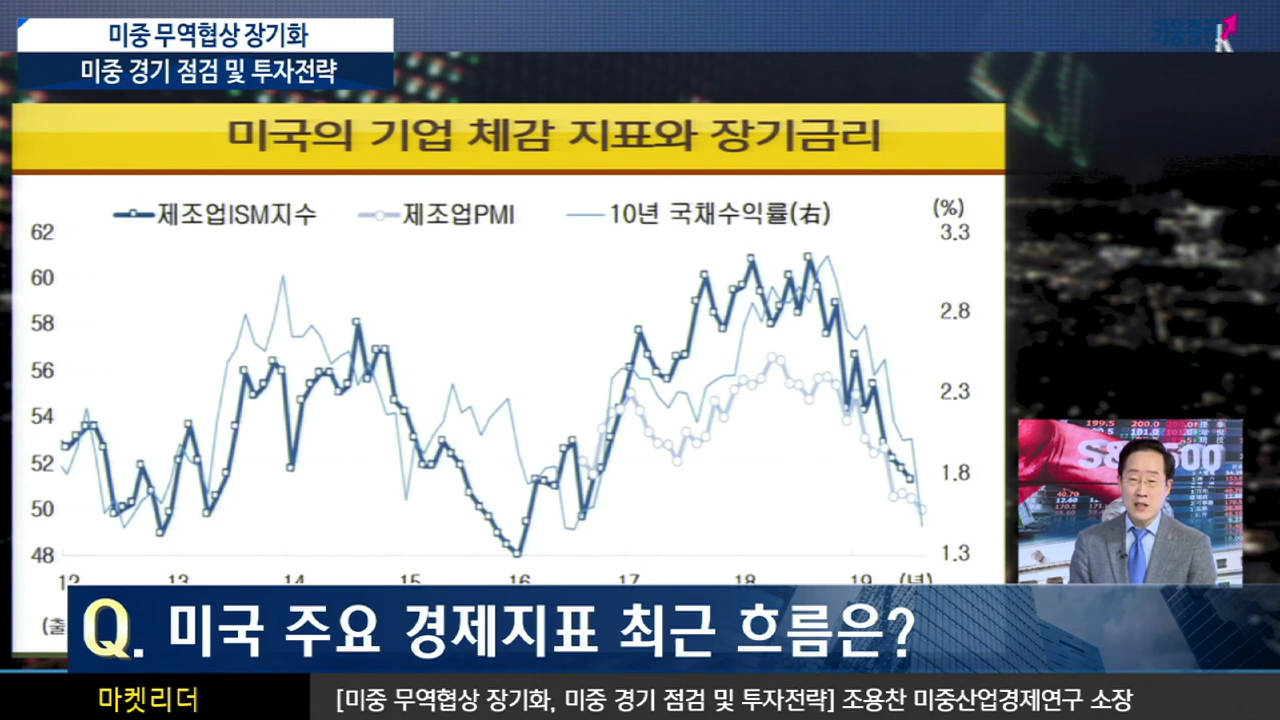 미중 무역협상 장기화
미중 경기 점검 및 투자전략
미국의 기업 체감 지표와 장기금리
제조업ISM지수 제조업PMI 10년 국채수익률(右) (%)
62 3.3
60
58 2.8
56
54 2.3
52 1.8
50
48 1.3
12 13 14 15 16 17 18 19 (년)
(출
S&P500
Q. 미국 주요 경제지표 최근 흐름은?
마켓리더 [미중 무역협상 장기화, 미중 경기 점검 및 투자전략] 조용찬 미중산업경제연구 소장